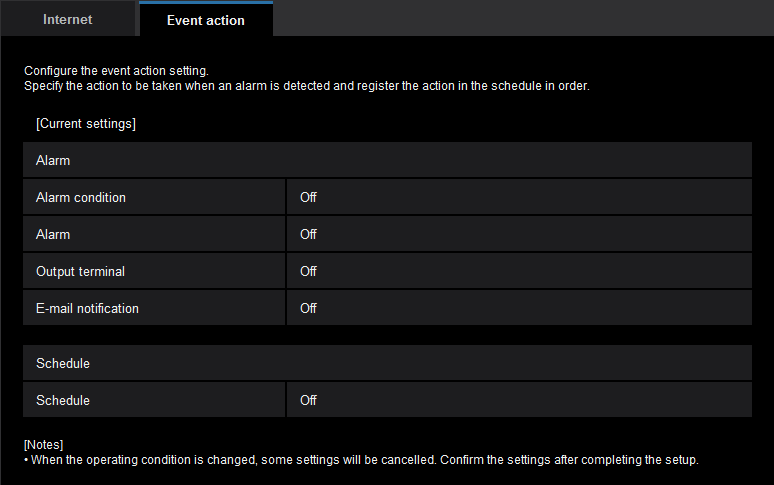 Internet
Event action
Configure the event action setting.
Specify the action to be taken when an alarm is detected and register the action in the schedule in order.
[Current settings]
Alarm
Alarm condition Off
Alarm Off
Output terminal Off
E-mail notification Off
Schedule
Schedule Off
[Notes]
• When the operating condition is changed, some settings will be cancelled. Confirm the settings after completing the setup.